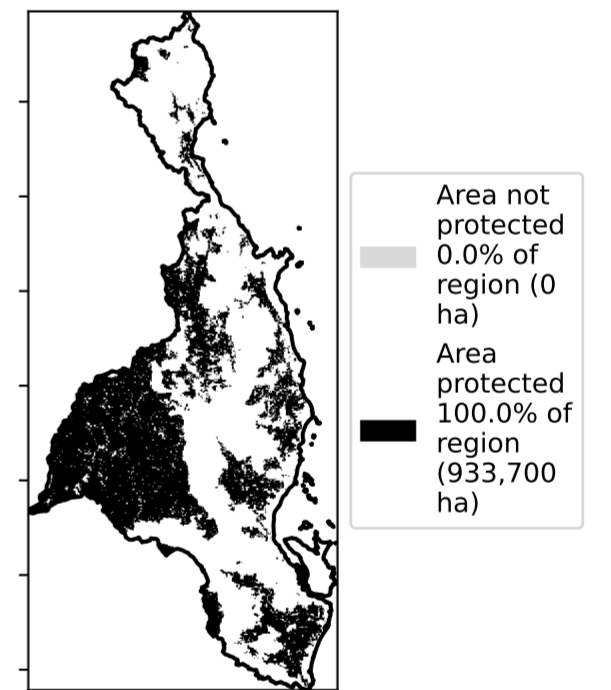 Area not
protected
0.0% of
region (0
ha)
Area
protected
100.0% of
region
(933,700
ha)